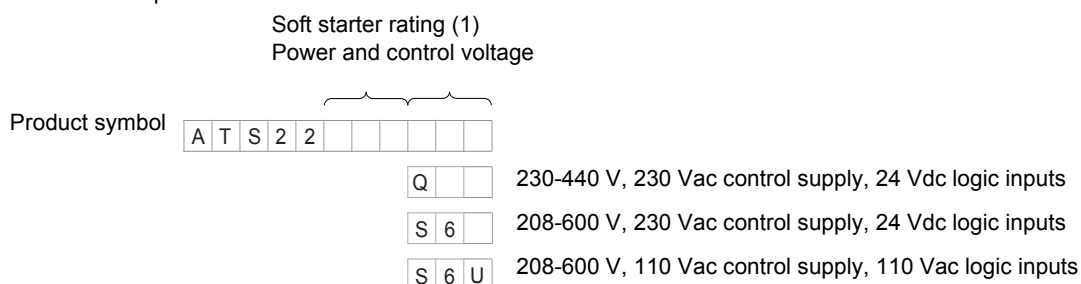 Soft starter rating (1)
Power and control voltage
Product symbol A T S 2 2
Q 230-440 V, 230 Vac control supply, 24 Vdc logic inputs
S 6 208-600 V, 230 Vac control supply, 24 Vdc logic inputs
S 6 U 208-600 V, 110 Vac control supply, 110 Vac logic inputs